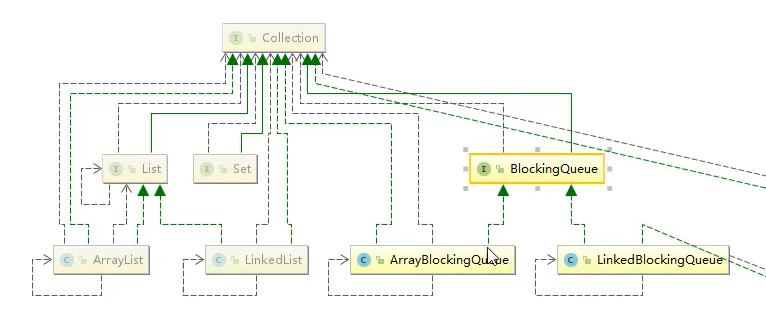 I Collection
I List
I Set
I BlockingQueue
C ArrayList
C LinkedList
C ArrayBlockingQueue
C LinkedBlockingQueue